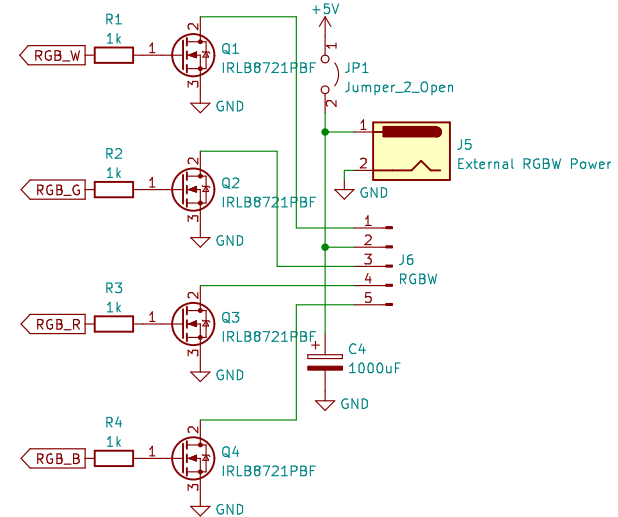 R1
1k
RGB_W
1
2
3
Q1
IRLB8721PBF
GND
+5V
1
2
JP1
Jumper_2_Open
1
2
J5
External RGBW Power
GND
R2
1k
RGB_G
1
2
3
Q2
IRLB8721PBF
GND
1
2
3
4
5
J6
RGBW
R3
1k
RGB_R
1
2
3
Q3
IRLB8721PBF
GND
+
C4
1000uF
GND
R4
1k
RGB_B
1
2
3
Q4
IRLB8721PBF
GND